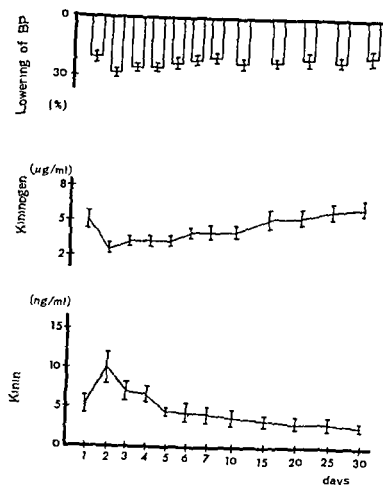 0
Lowering of BP
30
(%)
(µg/ml)
8
Kininogen
5
2
(ng/ml)
15
10
Kinin
5
0
1 2 3 4 5 6 7 10 15 20 25 30
days